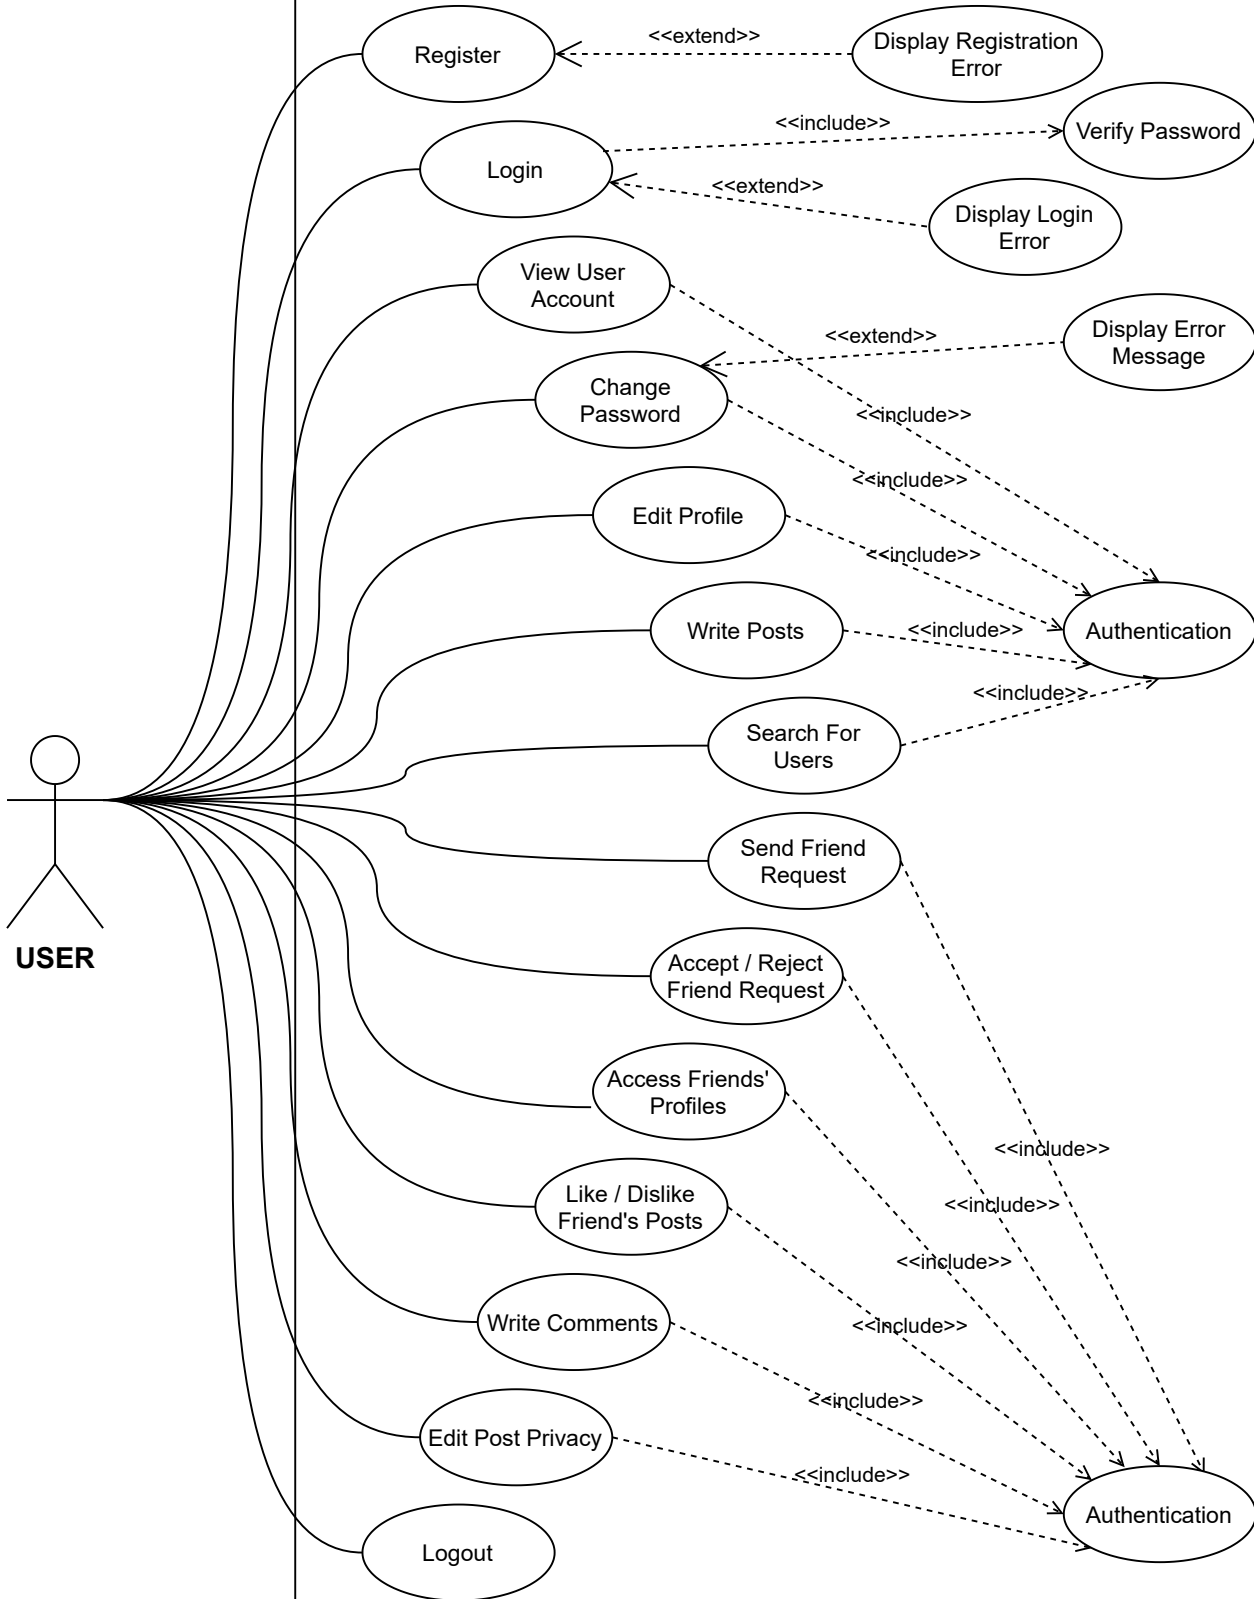 Register
<<extend>>
Display Registration
Error
<<include>>
Verify Password
Login
<<extend>>
Display Login
Error
View User
Account
<<extend>>
Display Error
Message
Change
Password
<<include>>
<<include>>
Edit Profile
<<include>>
Write Posts
<<include>>
Authentication
<<include>>
Search For
Users
Send Friend
Request
USER
Accept / Reject
Friend Request
Access Friends'
Profiles
<<include>>
Like / Dislike
Friend's Posts
<<include>>
<<include>>
Write Comments
<<include>>
<<include>>
Edit Post Privacy
<<include>>
Authentication
Logout